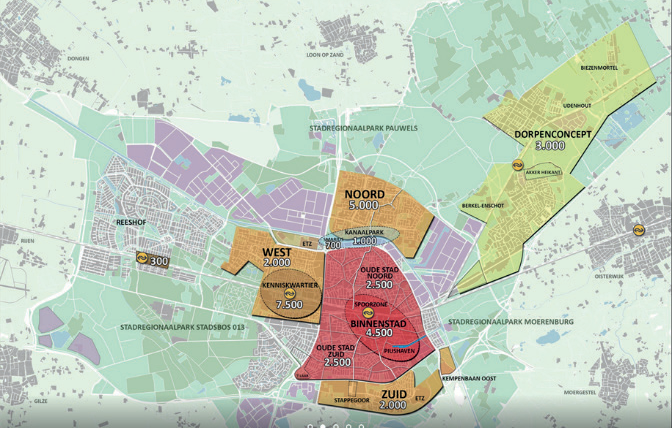 DONGEN
LOON OP ZAND
BIEZENMORTEL
UDENHOUT
STADREGIONAALPARK PAUWELS
DORPENCONCEPT
3.000
AKKER HEIKANT
NOORD
5.000
BERKEL-ENSCHOT
REESHOF
KANAALPARK
1.000
ETZ
700
RIJEN
WEST
2.000
300
OUDE STAD
NOORD
2.500
OISTERWIJK
KENNISKWARTIER
7.500
SPOORZONE
BINNENSTAD
4.500
STADREGIONAALPARK STADSBOS 013
STADREGIONAALPARK MOERENBURG
OUDE STAD
ZUID
2.500
PIUSHAVEN
KEMPENBAAN OOST
ZUID
2.000
ETZ
STAPPEGOOR
MOERGESTEL
GILZE